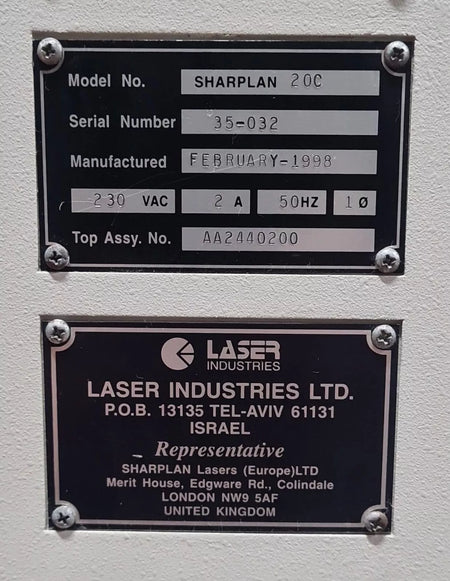 Model No. SHARPLAN 20C
Serial Number 35-032
Manufactured FEBRUARY-1998
230 VAC 2 A 50HZ 1 Ø
Top Assy. No. AA2440200
LASER
INDUSTRIES
LASER INDUSTRIES LTD.
P.O.B. 13135 TEL-AVIV 61131
ISRAEL
Representative
SHARPLAN Lasers (Europe)LTD
Merit House, Edgware Rd., Colindale
LONDON NW9 5AF
UNITED KINGDOM